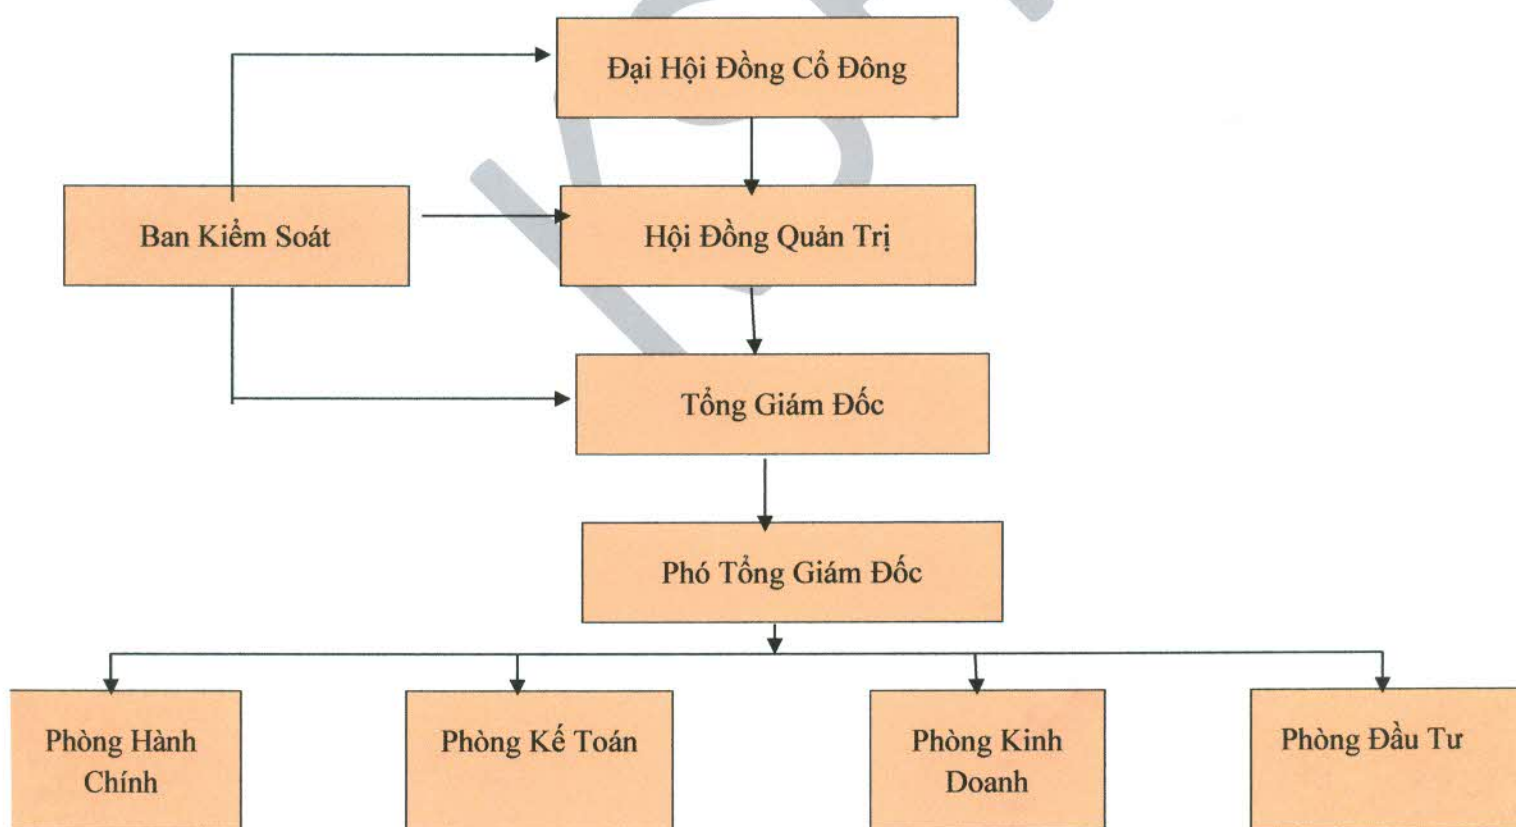 Đại Hội Đồng Cổ Đông
Ban Kiểm Soát
Hội Đồng Quản Trị
Tổng Giám Đốc
Phó Tổng Giám Đốc
Phòng Hành
Chính
Phòng Kế Toán
Phòng Kinh
Doanh
Phòng Đầu Tư